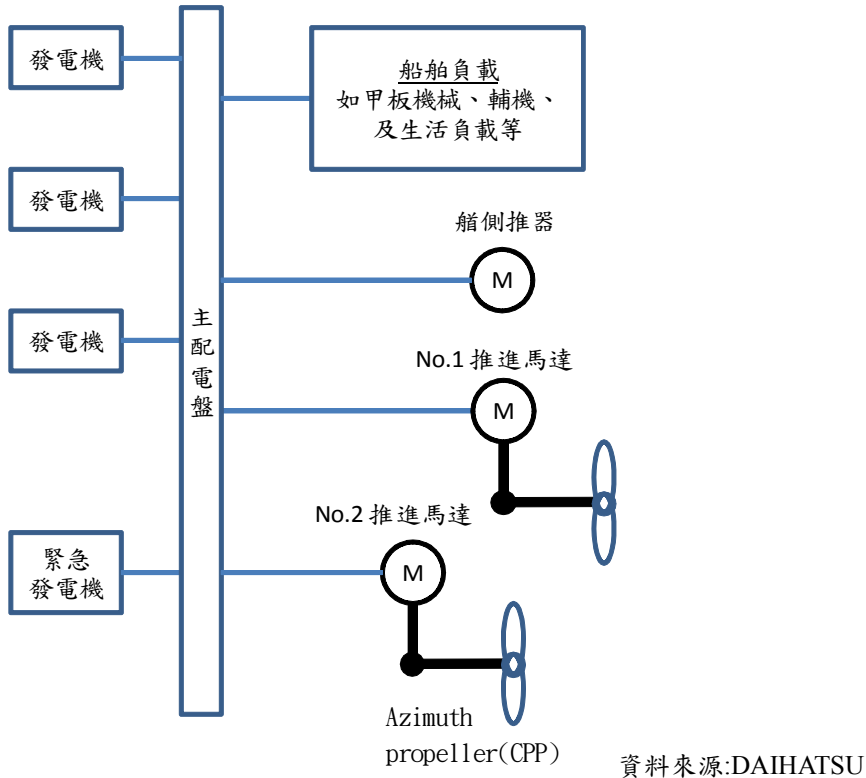 發電機
船舶負載
如甲板機械、輔機、
及生活負載等
發電機
艏側推器
M
發電機
主
配
電
盤
No.1 推進馬達
M
No.2 推進馬達
緊急
發電機
M
Azimuth
propeller(CPP)
資料來源:DAIHATSU